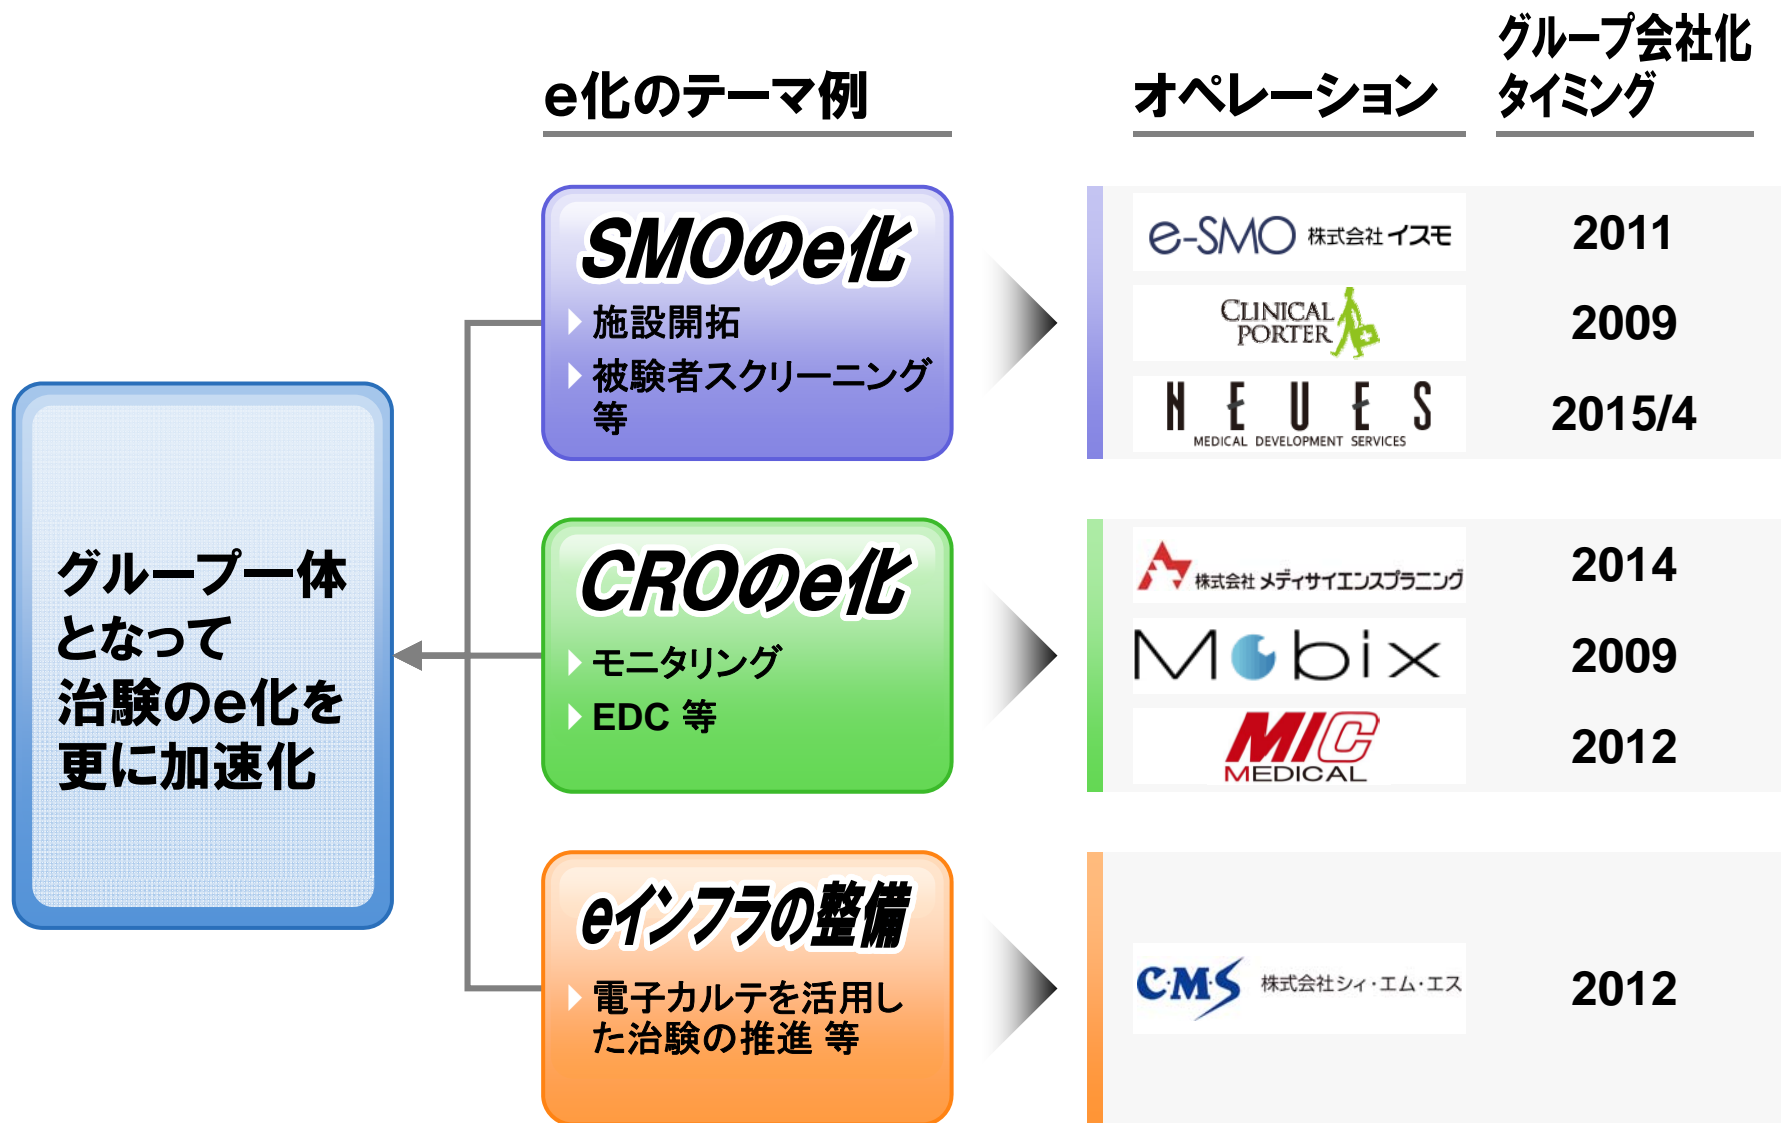 e化のテーマ例
オペレーション
グループ会社化
タイミング
グループ一体
となって
治験のe化を
更に加速化
SMOのe化
施設開拓
被験者スクリーニング
等
e-SMO 株式会社イスモ
2011
CLINICAL
PORTER
2009
NEUES
MEDICAL DEVELOPMENT SERVICES
2015/4
CROのe化
モニタリング
EDC 等
株式会社 メディサイエンスプラニング
2014
Mobix
2009
MIC
MEDICAL
2012
eインフラの整備
電子カルテを活用し
た治験の推進 等
C·M·S 株式会社シィ・エム・エス
2012